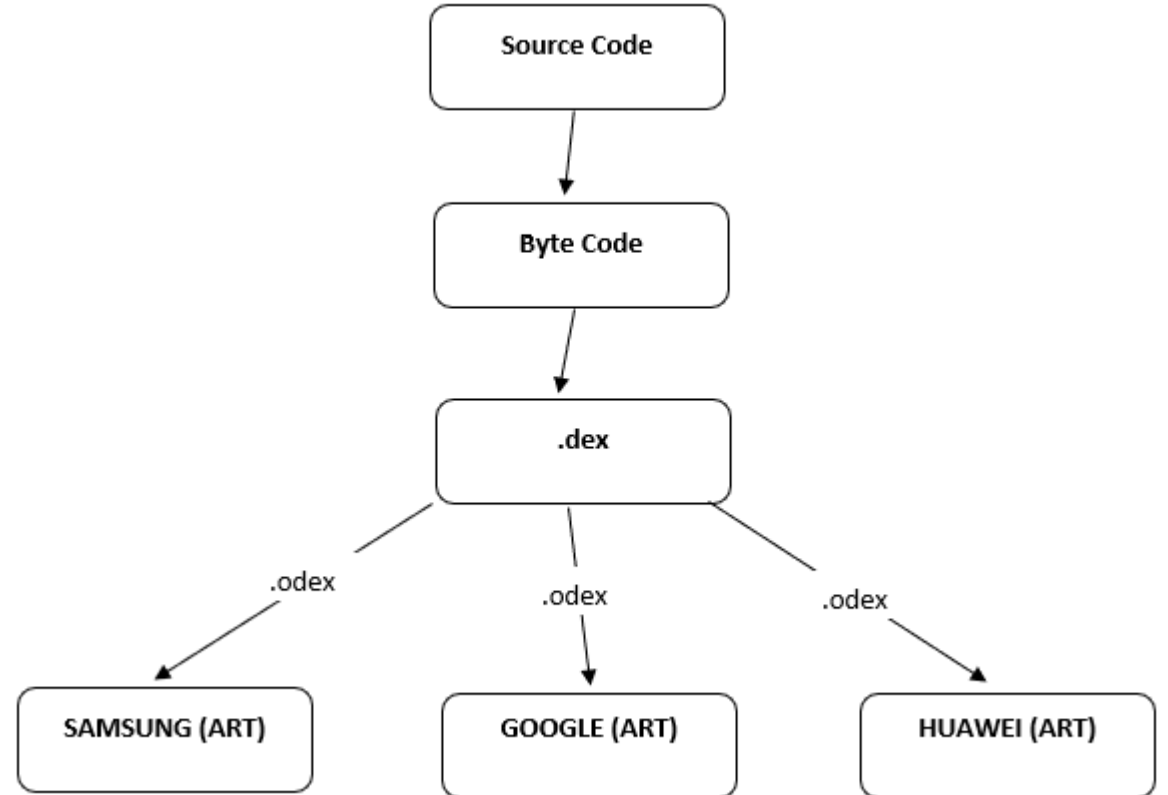 Source Code
Byte Code
.dex
.odex
.odex
.odex
SAMSUNG (ART)
GOOGLE (ART)
HUAWEI (ART)